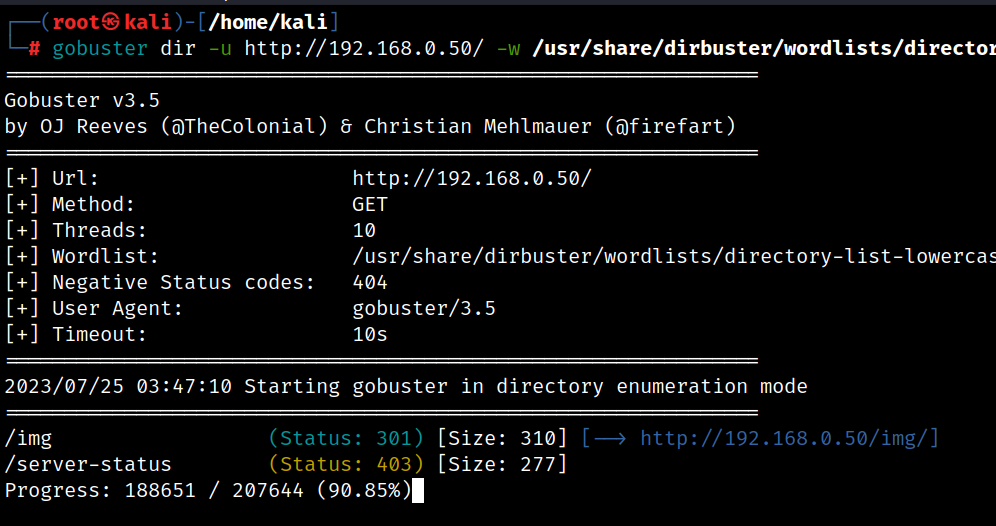 ┌──(root㉿kali)-[/home/kali]
└─# gobuster dir -u http://192.168.0.50/ -w /usr/share/dirbuster/wordlists/director
===============================================================
Gobuster v3.5
by OJ Reeves (@TheColonial) & Christian Mehlmauer (@firefart)
===============================================================
[+] Url:                     http://192.168.0.50/
[+] Method:                  GET
[+] Threads:                 10
[+] Wordlist:                /usr/share/dirbuster/wordlists/directory-list-lowercas
[+] Negative Status codes:   404
[+] User Agent:              gobuster/3.5
[+] Timeout:                 10s
===============================================================
2023/07/25 03:47:10 Starting gobuster in directory enumeration mode
===============================================================
/img                  (Status: 301) [Size: 310] [--> http://192.168.0.50/img/]
/server-status        (Status: 403) [Size: 277]
Progress: 188651 / 207644 (90.85%)